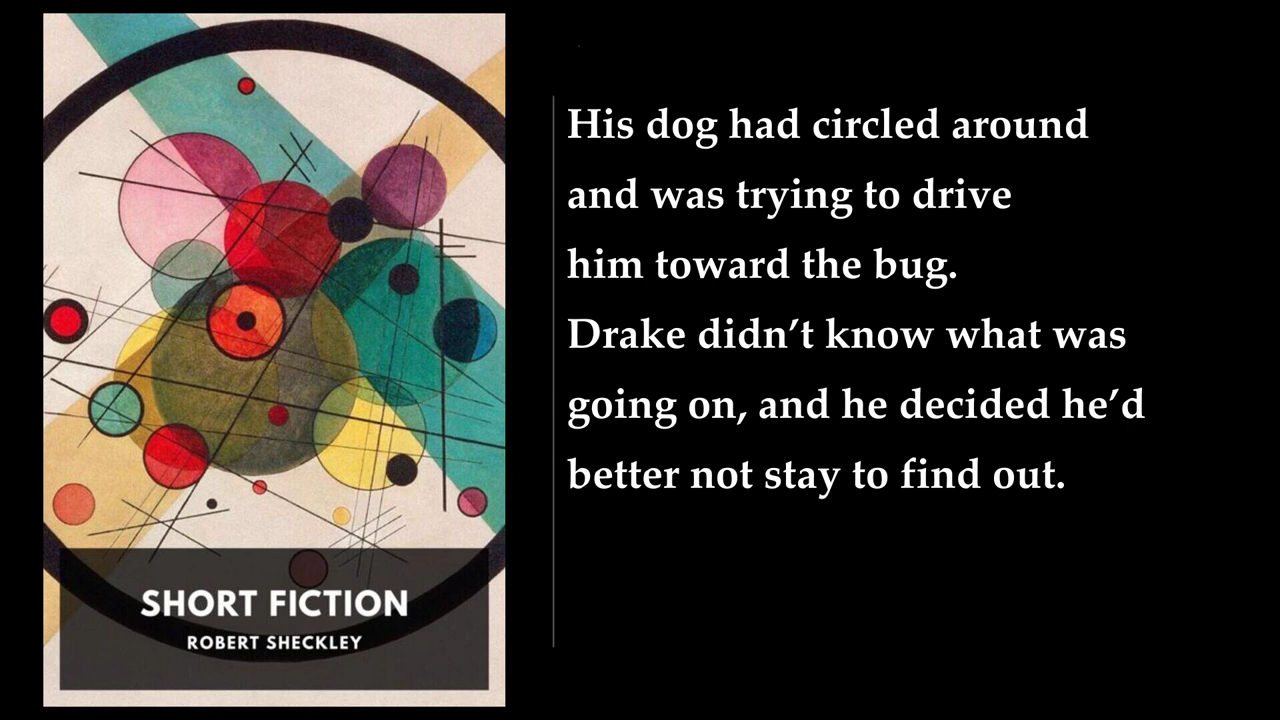 SHORT FICTION
ROBERT SHECKLEY
His dog had circled around
and was trying to drive
him toward the bug.
Drake didn’t know what was
going on, and he decided he’d
better not stay to find out.